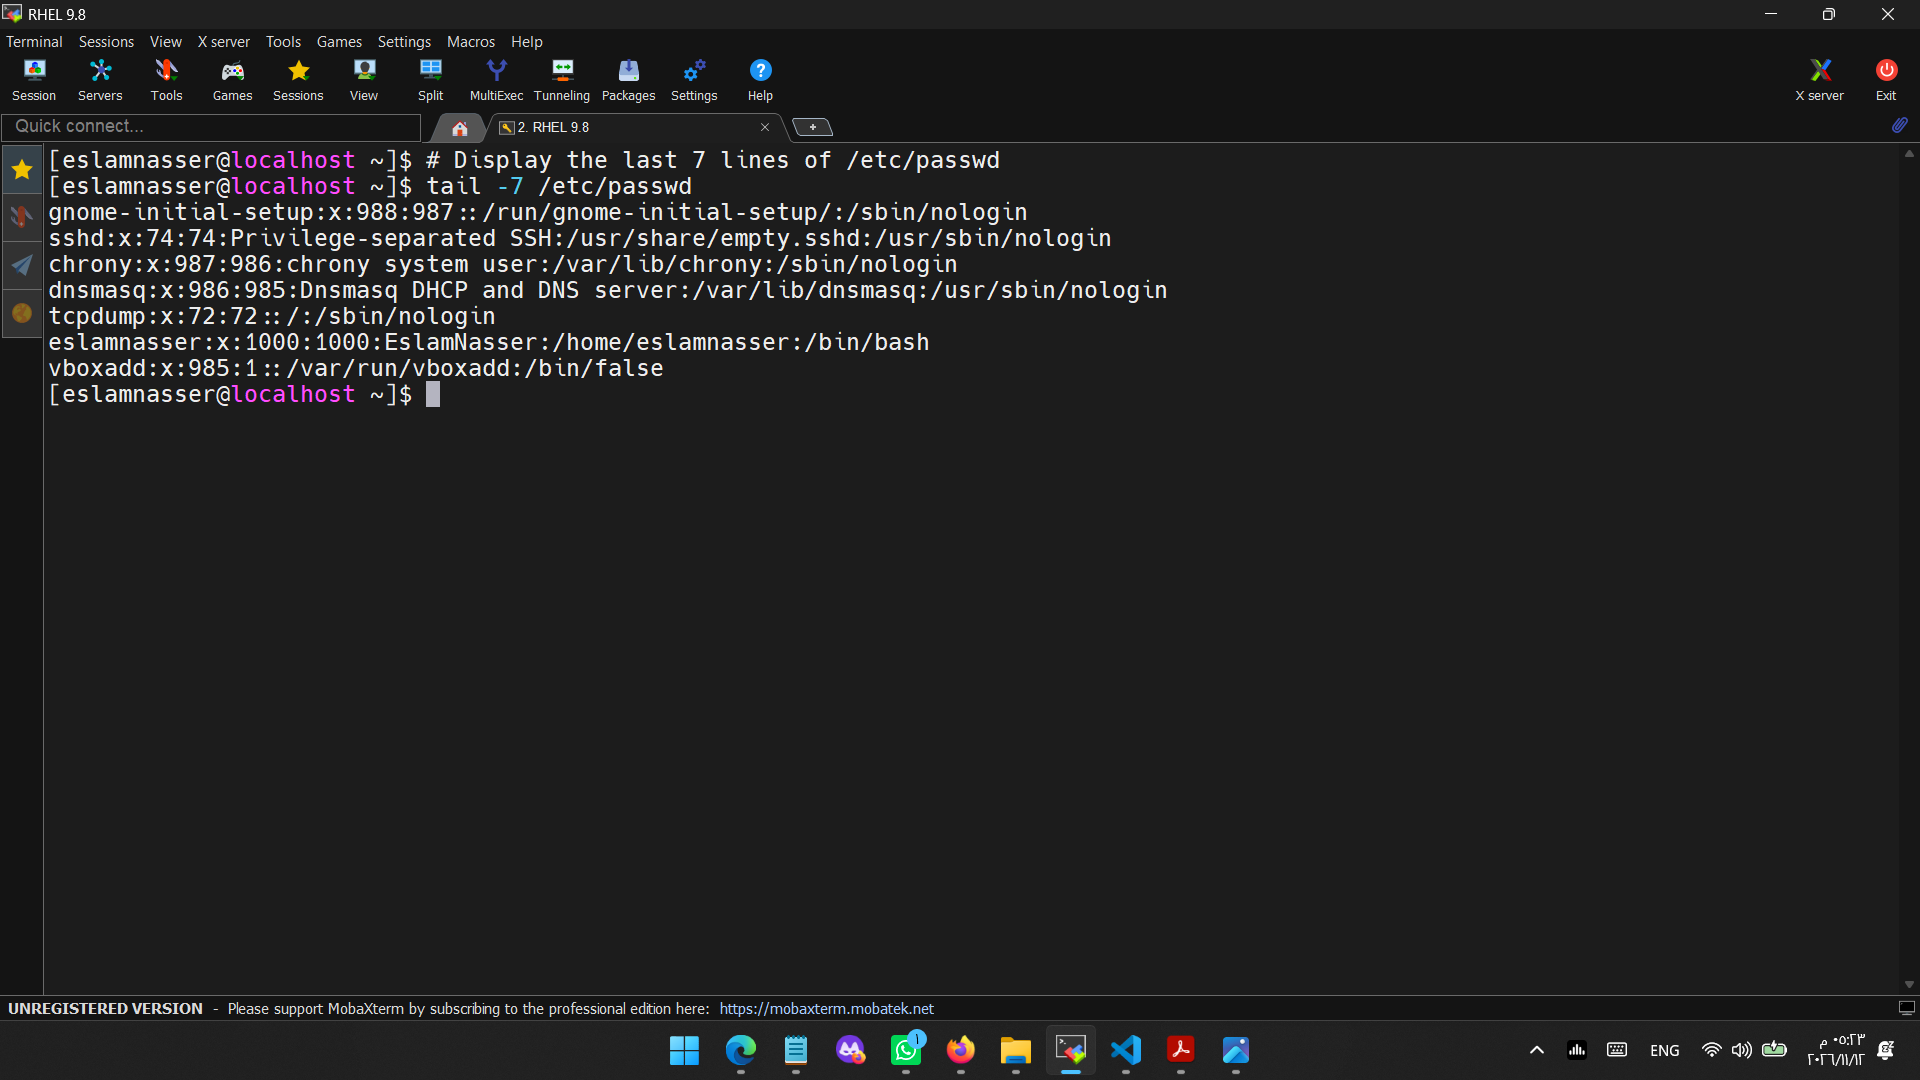 RHEL 9.8
Terminal Sessions View X server Tools Games Settings Macros Help
Session Servers Tools Games Sessions View Split MultiExec Tunneling Packages Settings Help X server Exit
Quick connect...
2. RHEL 9.8
[eslamnasser@localhost ~]$ # Display the last 7 lines of /etc/passwd
[eslamnasser@localhost ~]$ tail -7 /etc/passwd
gnome-initial-setup:x:988:987::/run/gnome-initial-setup/:/sbin/nologin
sshd:x:74:74:Privilege-separated SSH:/usr/share/empty.sshd:/usr/sbin/nologin
chrony:x:987:986:chrony system user:/var/lib/chrony:/sbin/nologin
dnsmasq:x:986:985:Dnsmasq DHCP and DNS server:/var/lib/dnsmasq:/usr/sbin/nologin
tcpdump:x:72:72::/:/sbin/nologin
eslamnasser:x:1000:1000:EslamNasser:/home/eslamnasser:/bin/bash
vboxadd:x:985:1::/var/run/vboxadd:/bin/false
[eslamnasser@localhost ~]$
UNREGISTERED VERSION - Please support MobaXterm by subscribing to the professional edition here: https://mobaxterm.mobatek.net
١
ENG
٠٥:٢٣ م
٢٠٢٦/١١/١٢